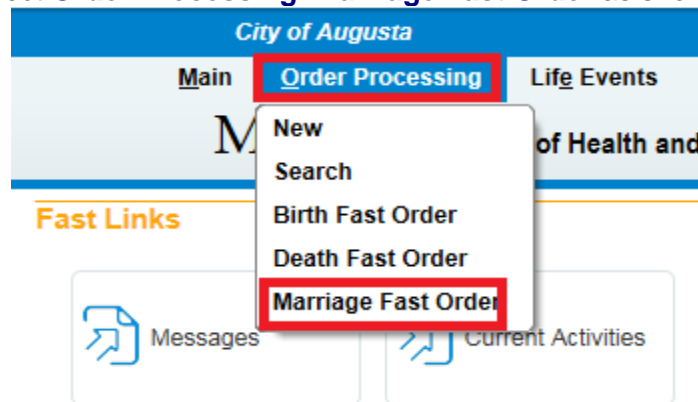 City of Augusta
Main Order Processing Life Events
New
of Health and
Search
Fast Links
Birth Fast Order
Death Fast Order
Marriage Fast Order
Messages
Current Activities